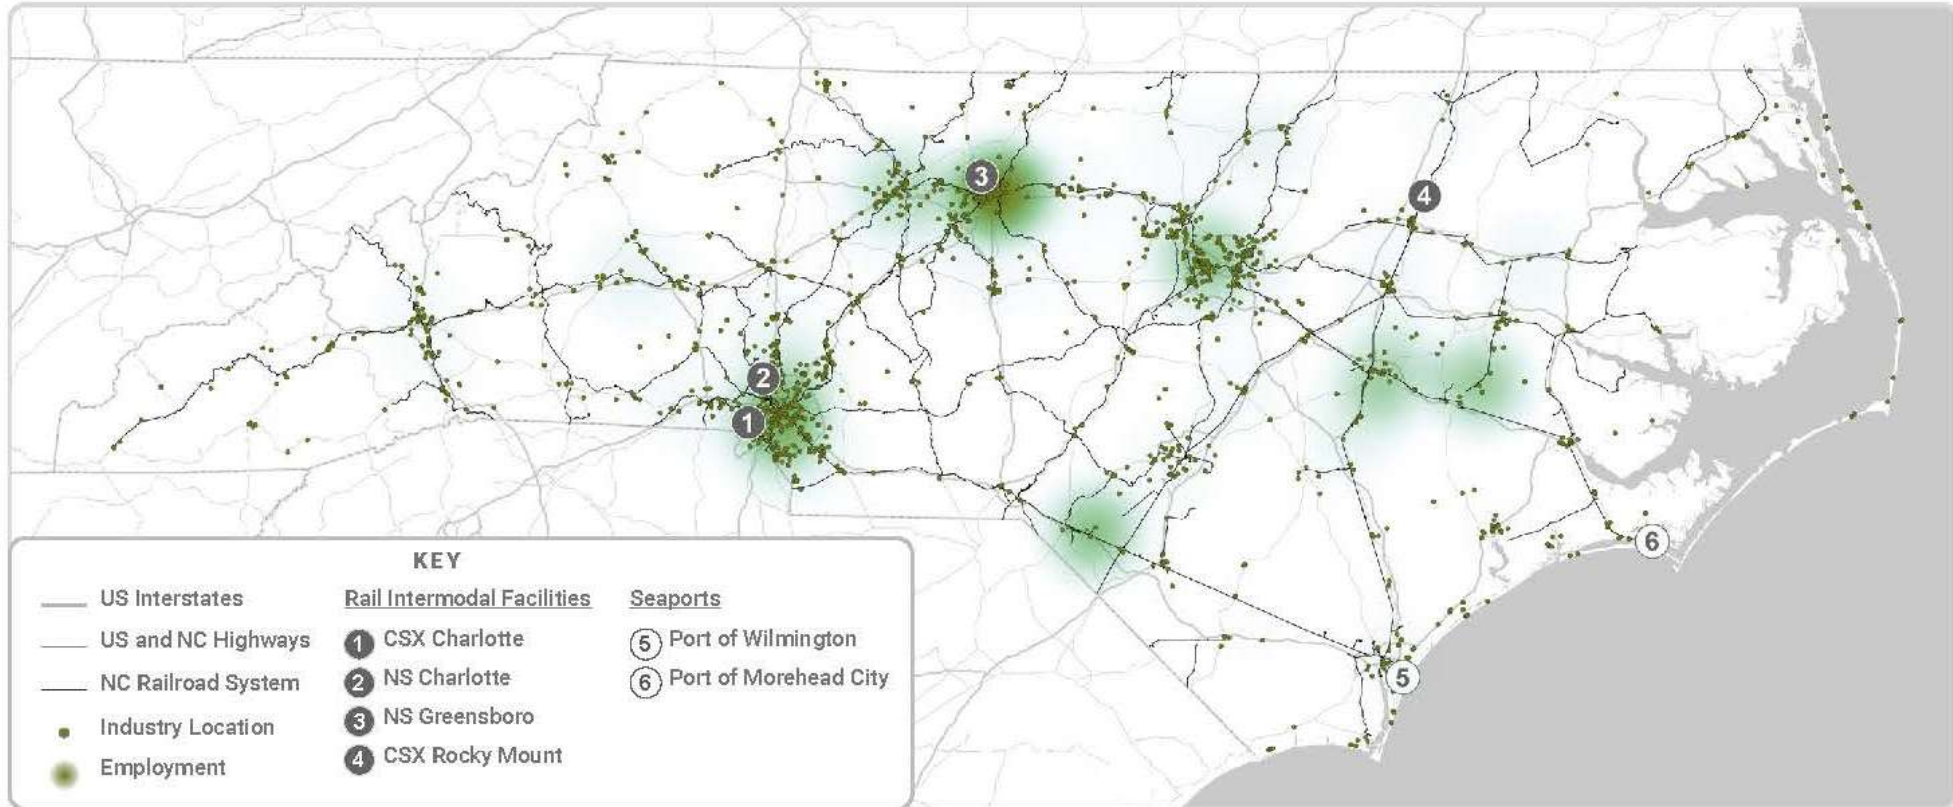 3
4
2
1
6
5
KEY
US Interstates
US and NC Highways
NC Railroad System
Industry Location
Employment
Rail Intermodal Facilities
1 CSX Charlotte
2 NS Charlotte
3 NS Greensboro
4 CSX Rocky Mount
Seaports
5 Port of Wilmington
6 Port of Morehead City